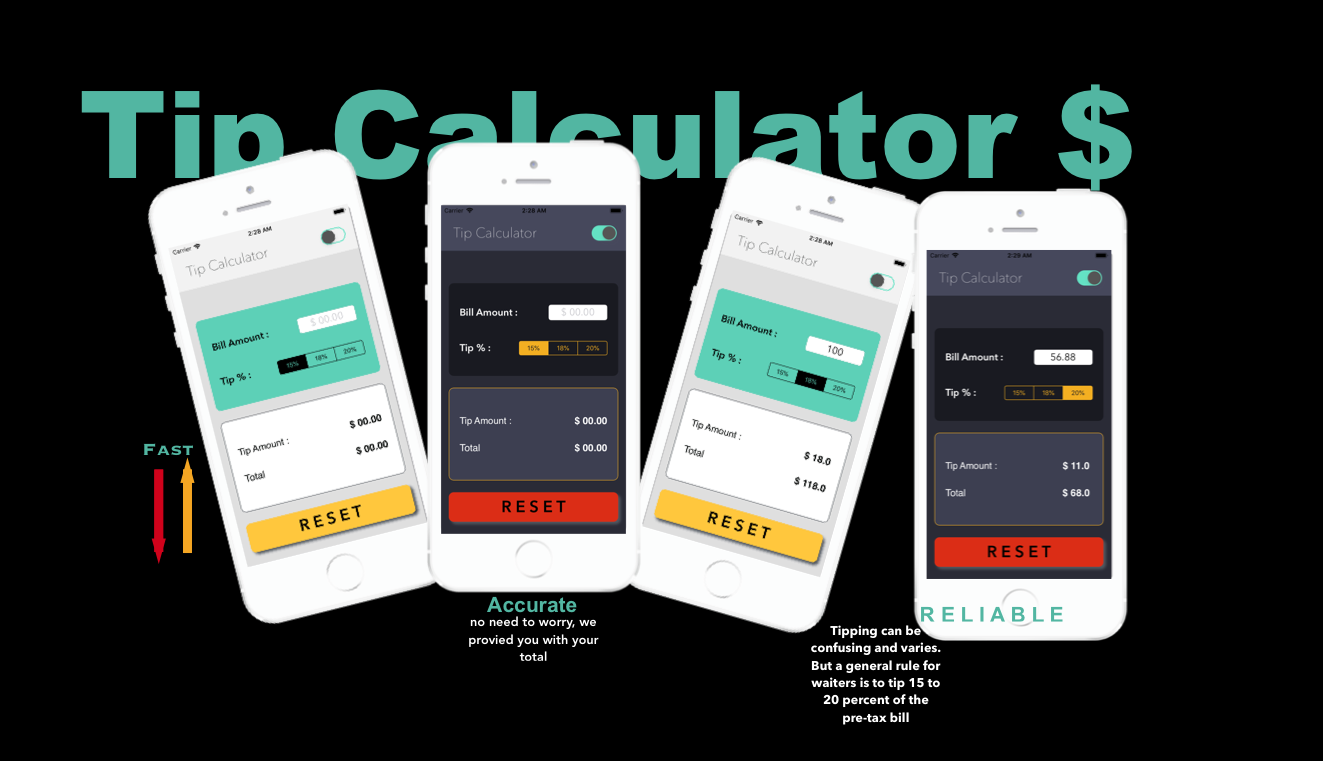 Tip Calculator $
Carrier 2:28 AM
Tip Calculator
Bill Amount : $ 00.00
Tip % : 15% 18% 20%
Tip Amount : $ 00.00
Total $ 00.00
RESET
Carrier 2:28 AM
Tip Calculator
Bill Amount : $ 00.00
Tip % : 15% 18% 20%
Tip Amount : $ 00.00
Total $ 00.00
RESET
Carrier 2:28 AM
Tip Calculator
Bill Amount : 100
Tip % : 15% 18% 20%
Tip Amount : $ 18.0
Total $ 118.0
RESET
Carrier 2:29 AM
Tip Calculator
Bill Amount : 56.88
Tip % : 15% 18% 20%
Tip Amount : $ 11.0
Total $ 68.0
RESET
FAST
Accurate
no need to worry, we
provied you with your
total
RELIABLE
Tipping can be
confusing and varies.
But a general rule for
waiters is to tip 15 to
20 percent of the
pre-tax bill